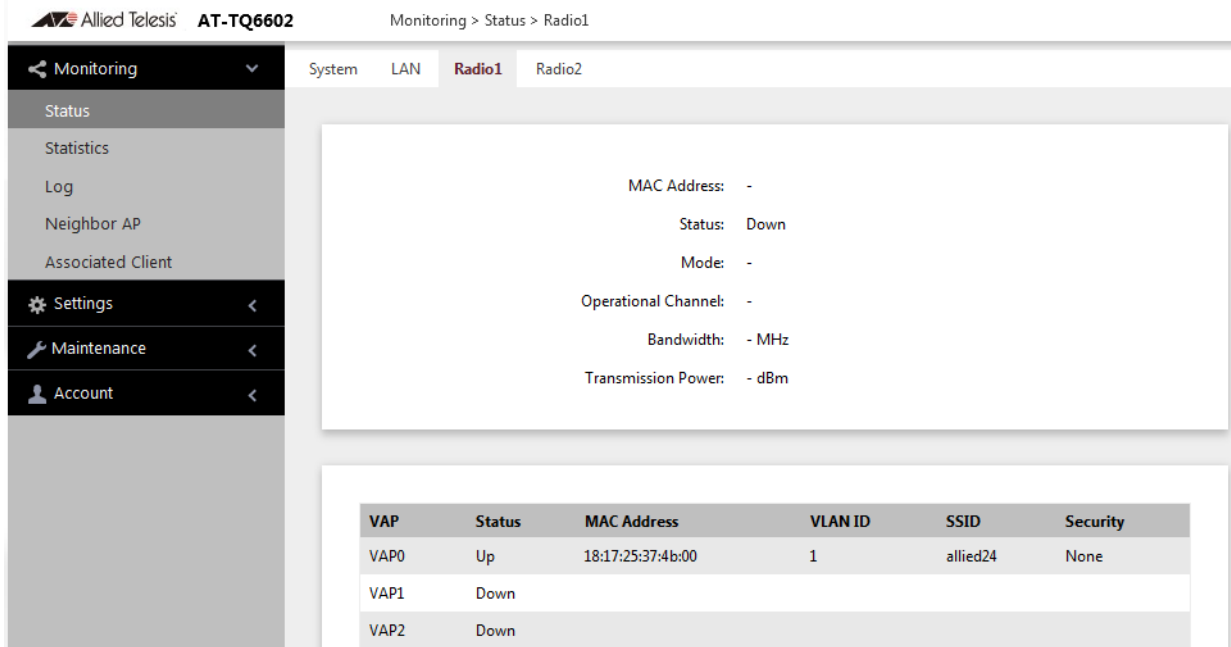 Allied Telesis AT-TQ6602 Monitoring > Status > Radio1
Monitoring
Status
Statistics
Log
Neighbor AP
Associated Client
Settings
Maintenance
Account
System LAN Radio1 Radio2
MAC Address: -
Status: Down
Mode: -
Operational Channel: -
Bandwidth: - MHz
Transmission Power: - dBm
VAP Status MAC Address VLAN ID SSID Security
VAP0 Up 18:17:25:37:4b:00 1 allied24 None
VAP1 Down
VAP2 Down